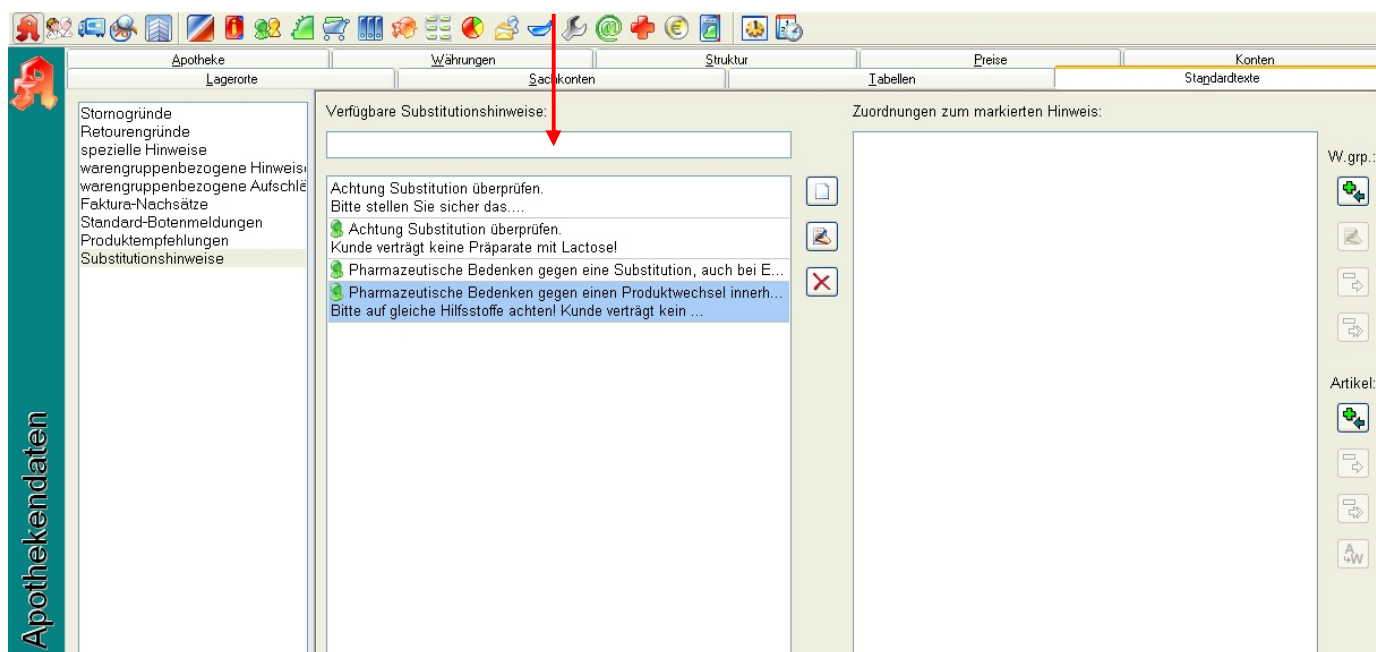 Apotheke
Währungen
Struktur
Preise
Konten
Lagerorte
Sachkonten
Tabellen
Standardtexte
Stornogründe
Retourengründe
spezielle Hinweise
warengruppenbezogene Hinweis
warengruppenbezogene Aufschlä
Faktura-Nachsätze
Standard-Botenmeldungen
Produktempfehlungen
Substitutionshinweise
Verfügbare Substitutionshinweise:
Achtung Substitution überprüfen.
Bitte stellen Sie sicher das....
Achtung Substitution überprüfen.
Kunde verträgt keine Präparate mit Lactose!
Pharmazeutische Bedenken gegen eine Substitution, auch bei E...
Pharmazeutische Bedenken gegen einen Produktwechsel innerh...
Bitte auf gleiche Hilfsstoffe achten! Kunde verträgt kein ...
Zuordnungen zum markierten Hinweis:
W.grp.:
Artikel:
A
W
Apothekendaten